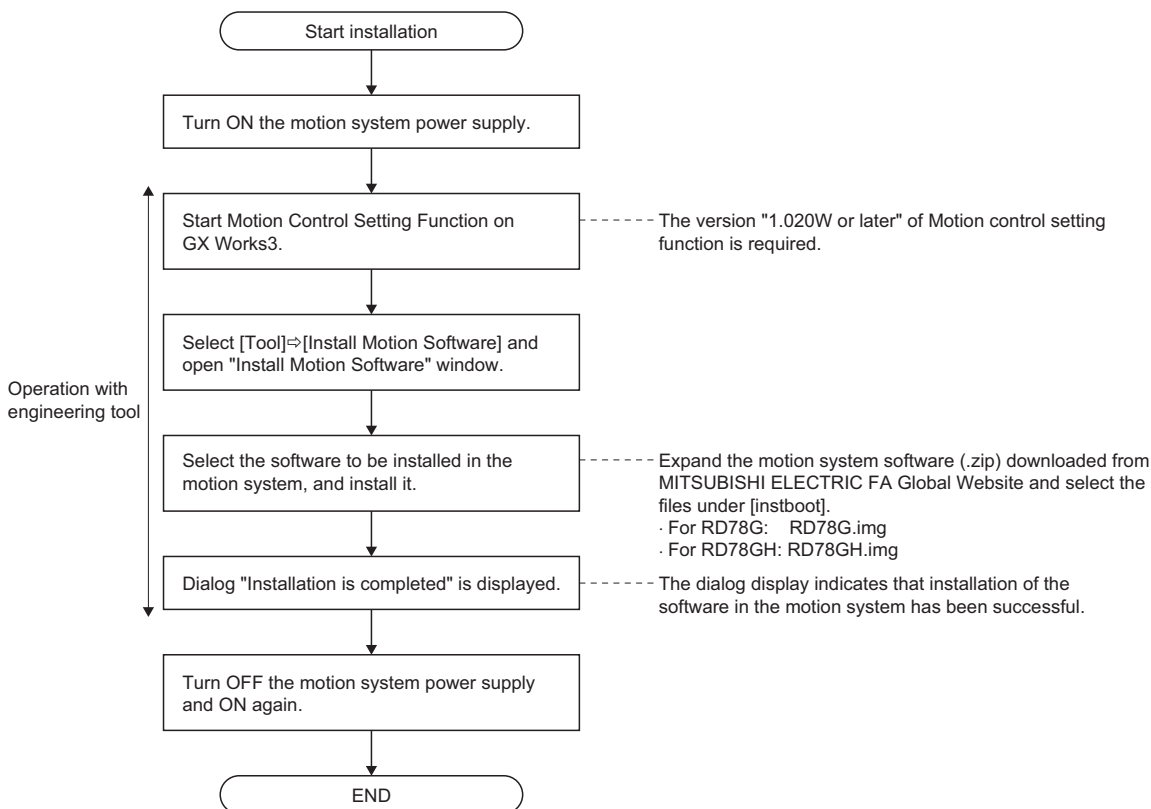 Start installation
Turn ON the motion system power supply.
Start Motion Control Setting Function on
GX Works3.
The version "1.020W or later" of Motion control setting
function is required.
Select [Tool]⇨[Install Motion Software] and
open "Install Motion Software" window.
Operation with
engineering tool
Select the software to be installed in the
motion system, and install it.
Expand the motion system software (.zip) downloaded from
MITSUBISHI ELECTRIC FA Global Website and select the
files under [instboot].
· For RD78G: RD78G.img
· For RD78GH: RD78GH.img
Dialog "Installation is completed" is displayed.
The dialog display indicates that installation of the
software in the motion system has been successful.
Turn OFF the motion system power supply
and ON again.
END